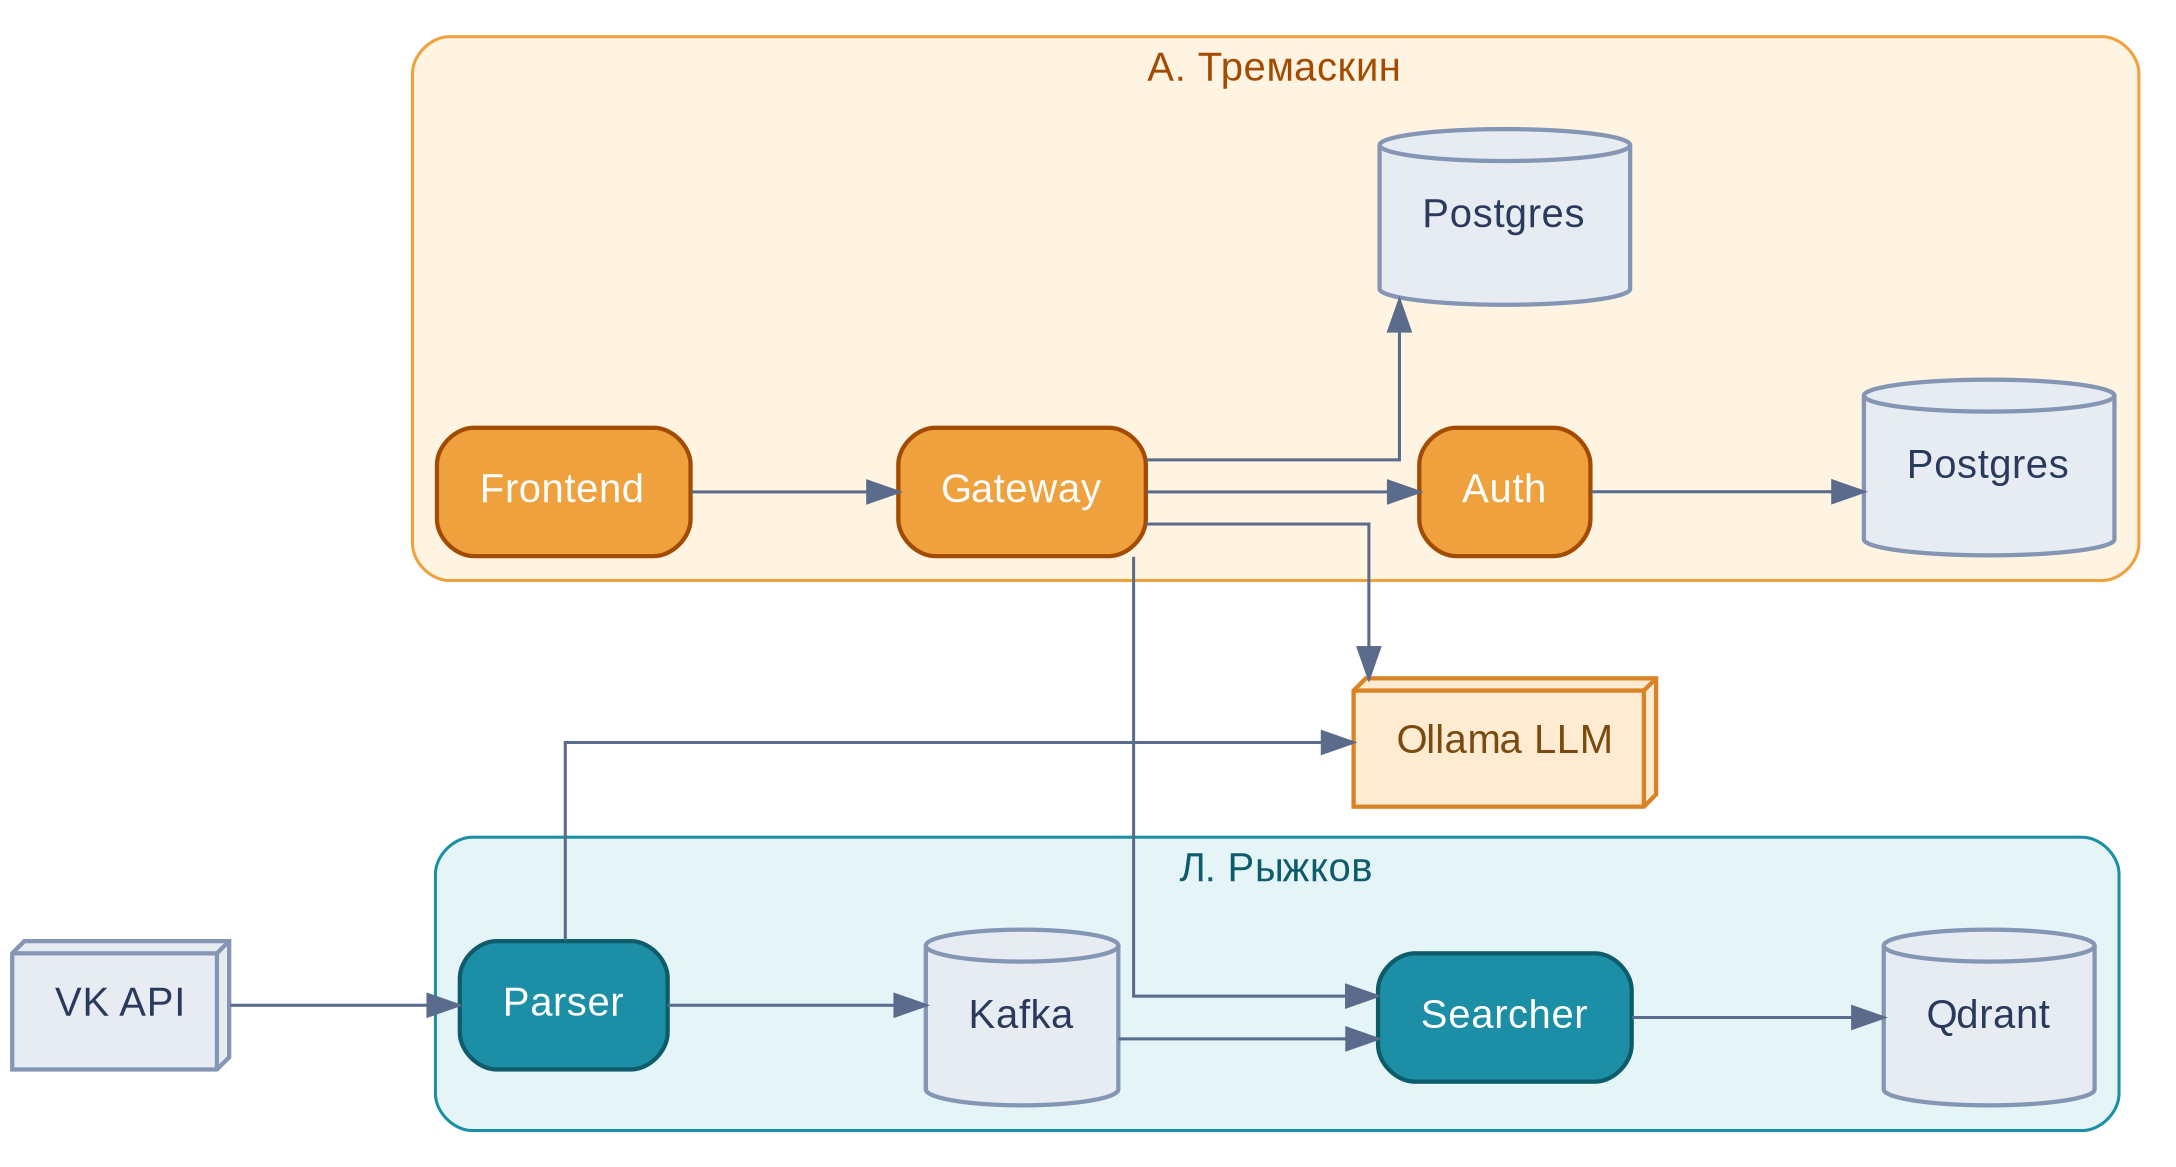 А. Тремаскин
Postgres
Postgres
Frontend
Gateway
Auth
Ollama LLM
Л. Рыжков
VK API
Parser
Kafka
Searcher
Qdrant